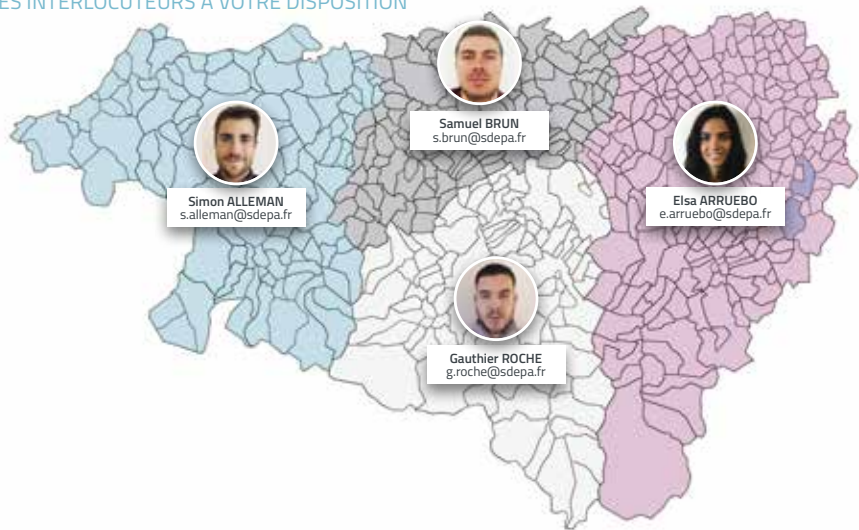 ES INTERLOCUTEURS À VOTRE DISPOSITION
Samuel BRUN
s.brun@sdepa.fr
Simon ALLEMAN
s.alleman@sdepa.fr
Elsa ARRUEBO
e.arruebo@sdepa.fr
Gauthier ROCHE
g.roche@sdepa.fr